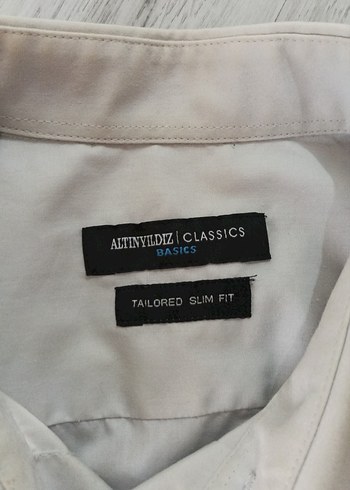 ALTINYILDIZ | CLASSICS
BASICS
TAILORED SLIM FIT